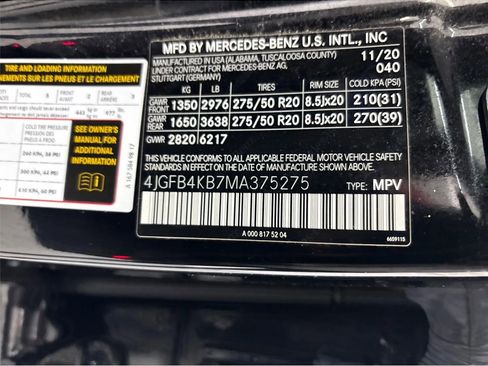 TIRE AND LOADING INFORMATION
NEMENTS SUR LES PNEUS ET LE CHARGEMENT
COLD TIRE
PRESSURE
SEE OWNER'S
MANUAL FOR
ADDITIONAL
INFORMATION
MFD BY MERCEDES-BENZ U.S. INTL., INC
MANUFACTURED IN USA (ALABAMA, TUSCALOOSA COUNTY) 11/20
UNDER CONTRACT FOR MERCEDES-BENZ AG, 040
STUTTGART (GERMANY)
KG LB TIRES RIM SIZE COLD KPA (PSI)
GAWR FRONT 1350 2976 275/50 R20 8.5Jx20 210(31)
GAWR REAR 1650 3638 275/50 R20 8.5Jx20 270(39)
GVWR 2820 6217
THIS VEHICLE CONFORMS TO ALL APPLICABLE FEDERAL MOTOR VEHICLE
SAFETY STANDARDS IN EFFECT ON THE
DATE OF MANUFACTURE SHOWN ABOVE.
4JGFB4KB7MA375275 TYPE: MPV
A 000 817 52 04
6659115